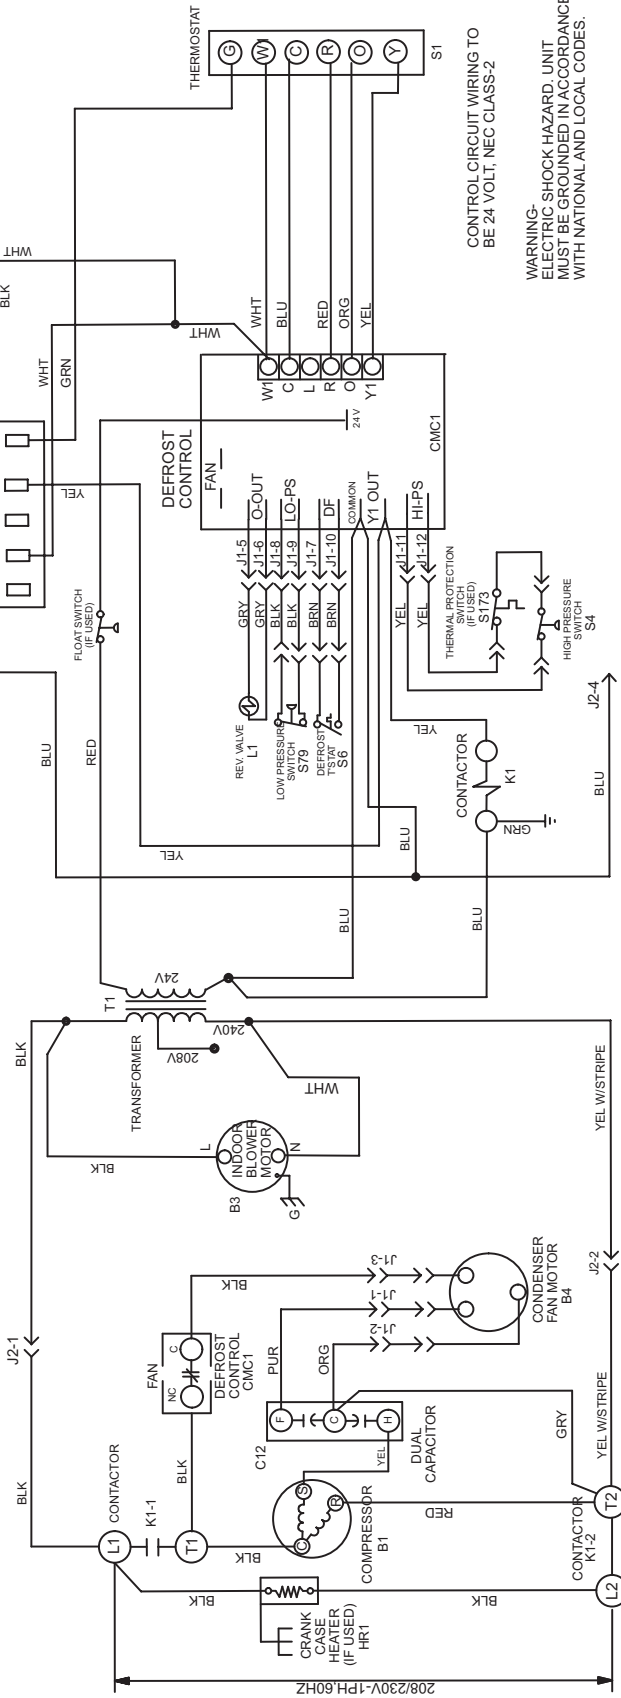 THERMOSTAT
G
W1
C
R
O
Y
S1
CONTROL CIRCUIT WIRING TO
BE 24 VOLT, NEC CLASS-2
WARNING-
ELECTRIC SHOCK HAZARD. UNIT
MUST BE GROUNDED IN ACCORDANCE
WITH NATIONAL AND LOCAL CODES.
WHT
BLK
WHT
GRN
WHT
YEL
WHT
BLU
RED
ORG
YEL
DEFROST
CONTROL
FAN
W1
C
L
R
O
Y1
24V
CMC1
O-OUT
LO-PS
DF
COMMON
Y1 OUT
HI-PS
J1-5
J1-6
J1-8
J1-9
J1-7
J1-10
J1-11
J1-12
GRY
GRY
BLK
BLK
BRN
BRN
YEL
YEL
FLOAT SWITCH
(IF USED)
REV. VALVE
L1
LOW PRESSURE
SWITCH
S79
DEFROST
T'STAT
S6
THERMAL PROTECTION
SWITCH
(IF USED)
S173
HIGH PRESSURE
SWITCH
S4
BLU
RED
YEL
YEL
CONTACTOR
K1
GRN
BLU
BLU
BLU
BLU
J2-4
T1
24V
TRANSFORMER
208V
240V
BLK
BLK
WHT
L
INDOOR
BLOWER
MOTOR
N
B3
G
YEL W/STRIPE
J2-1
J2-2
BLK
BLK
FAN
NC
C
DEFROST
CONTROL
CMC1
BLK
PUR
ORG
J1-3
J1-1
J1-2
CONDENSER
FAN MOTOR
B4
C12
F
C
H
DUAL
CAPACITOR
YEL
GRY
YEL W/STRIPE
CONTACTOR
L1
K1-1
T1
BLK
S
C
R
COMPRESSOR
B1
RED
CONTACTOR
K1-2
T2
L2
BLK
BLK
CRANK
CASE
HEATER
(IF USED)
HR1
208/230V-1PH,60HZ